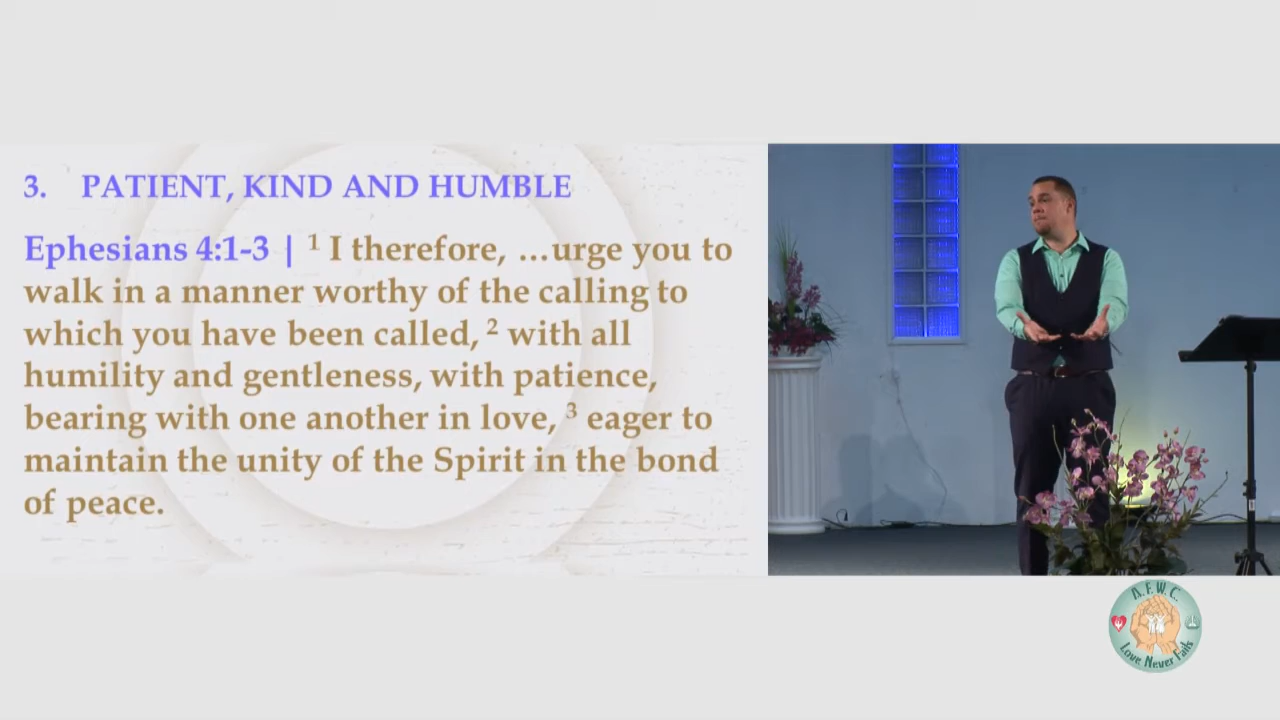 3. PATIENT, KIND AND HUMBLE
Ephesians 4:1-3 | ¹ I therefore, ...urge you to
walk in a manner worthy of the calling to
which you have been called, ² with all
humility and gentleness, with patience,
bearing with one another in love, ³ eager to
maintain the unity of the Spirit in the bond
of peace.
A.F.W.C.
Love Never Fails